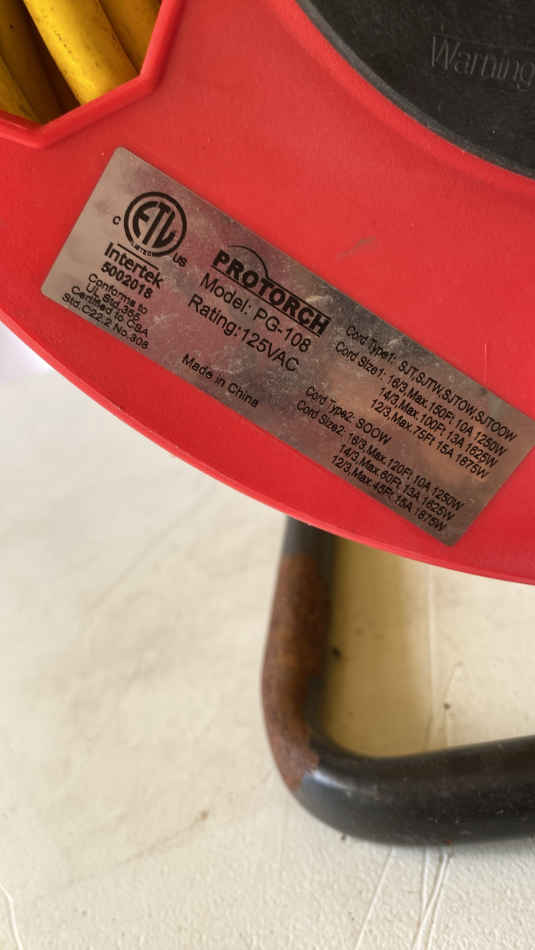 Warning
C
ETL
LISTED
US
Intertek
5002018
Conforms to
UL Std.355
Certified to CSA
Std.C22.2 No.308
PROTORCH
Model: PG-108
Rating:125VAC
Made in China
Cord Type1: SJT,SJTW,SJTOW,SJTOOW
Cord Size1: 16/3,Max.150Ft,10A 1250W
14/3,Max.100Ft,13A 1625W
12/3,Max.75Ft,15A 1875W
Cord Type2: SOOW
Cord Size2: 16/3,Max.120Ft,10A 1250W
14/3,Max.60Ft,13A 1625W
12/3,Max.45Ft,15A 1875W